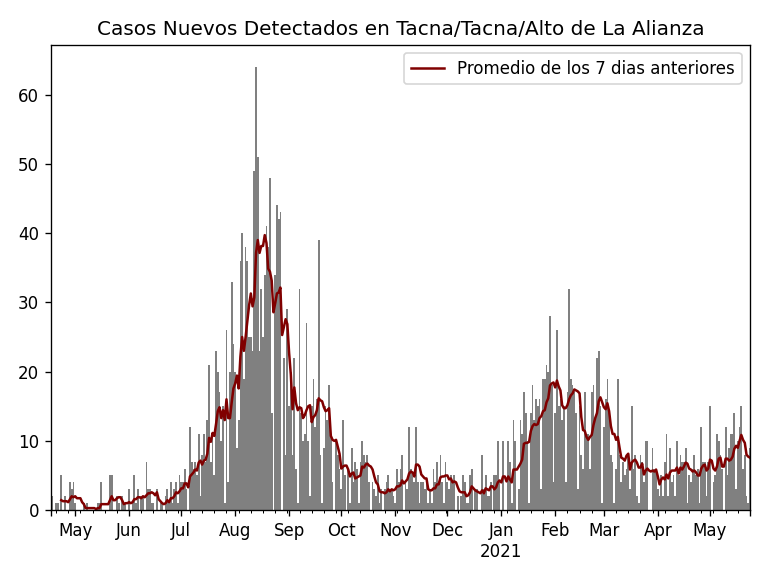 Casos Nuevos Detectados en Tacna/Tacna/Alto de La Alianza
Promedio de los 7 dias anteriores
60
50
40
30
20
10
0
May Jun Jul Aug Sep Oct Nov Dec Jan Feb Mar Apr May
2021